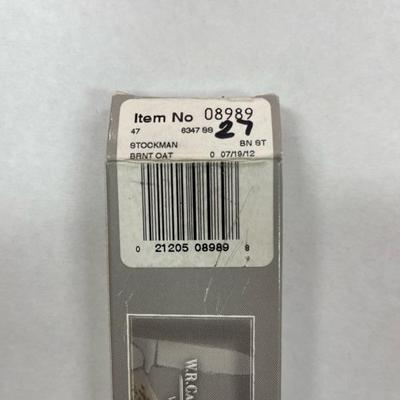 Item No 08989
47 6347 SS 27
STOCKMAN BN ST
BRNT OAT 0 07/19/12
0 21205 08989 8
W.R.CA